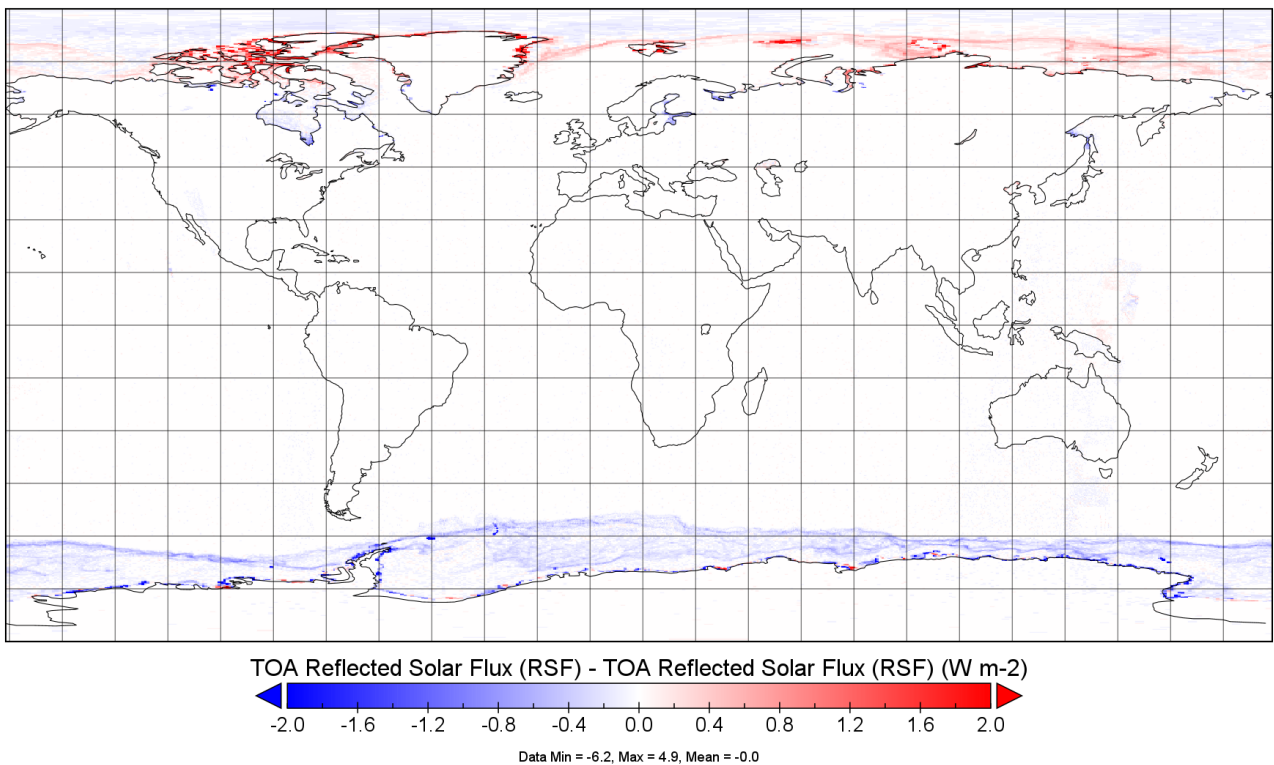 TOA Reflected Solar Flux (RSF) - TOA Reflected Solar Flux (RSF) (W m-2)
-2.0 -1.6 -1.2 -0.8 -0.4 0.0 0.4 0.8 1.2 1.6 2.0
Data Min = -6.2, Max = 4.9, Mean = -0.0